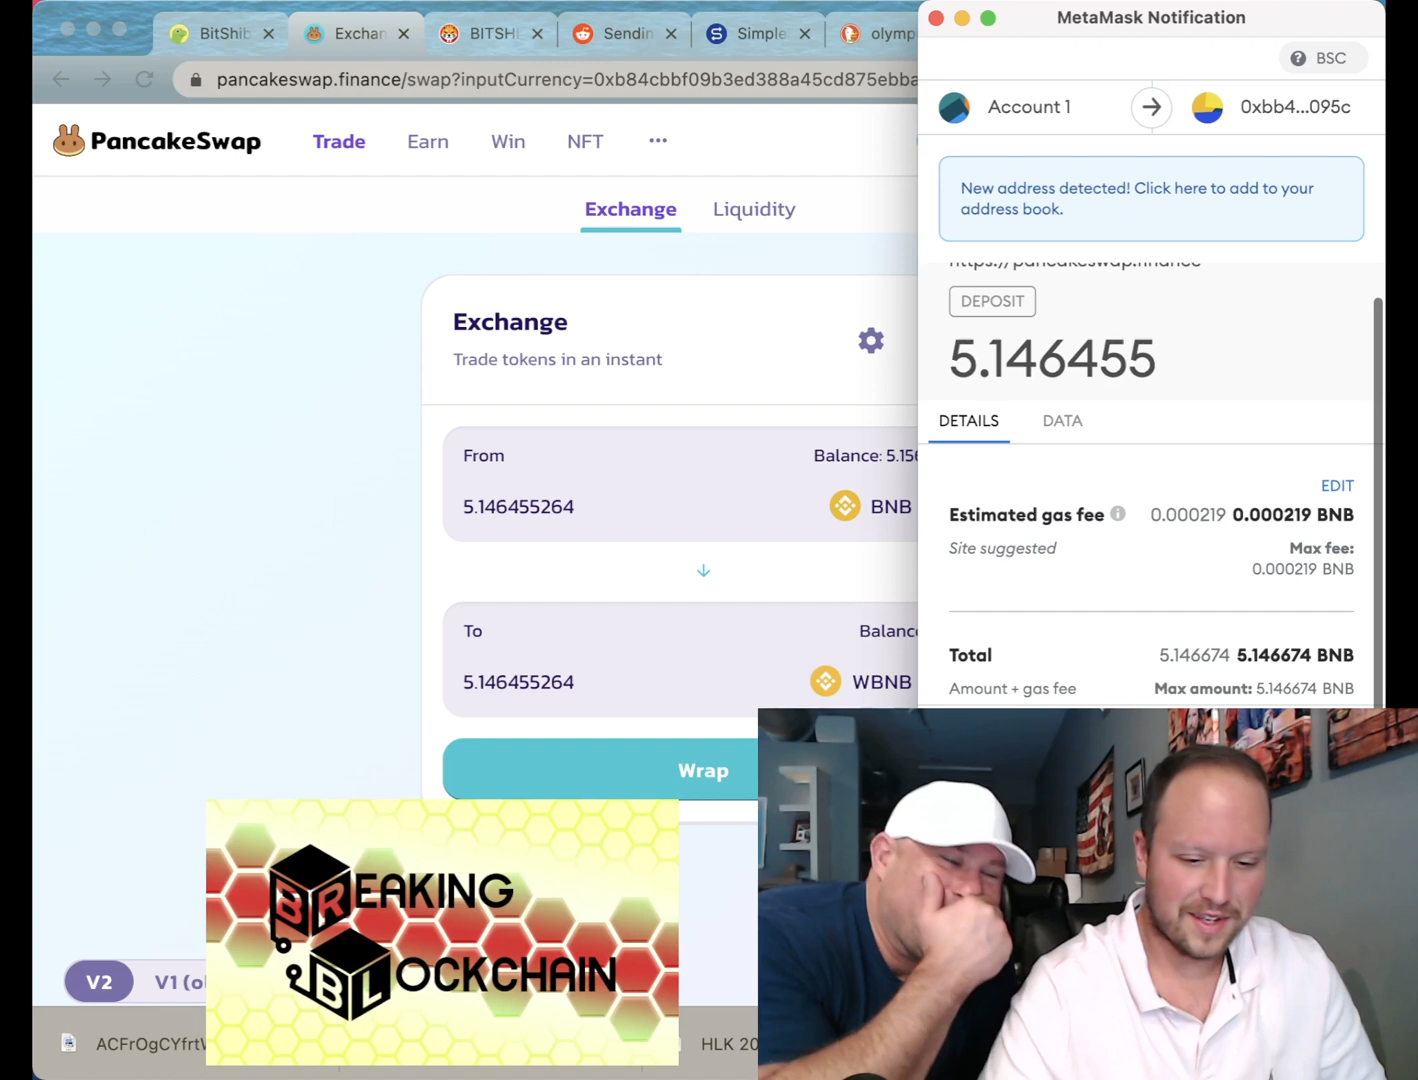 BitShib
Exchan
BITSH
Sendin
Simple
olymp
MetaMask Notification
pancakeswap.finance/swap?inputCurrency=0xb84cbbf09b3ed388a45cd875ebba
BSC
Account 1
0xbb4...095c
PancakeSwap
Trade
Earn
Win
NFT
New address detected! Click here to add to your
address book.
Exchange
Liquidity
https://pancakeswap.finance
DEPOSIT
5.146455
Exchange
Trade tokens in an instant
DETAILS
DATA
From
Balance: 5.156
5.146455264
BNB
EDIT
Estimated gas fee
0.000219 0.000219 BNB
Site suggested
Max fee:
0.000219 BNB
To
Balance
5.146455264
WBNB
Total
5.146674 5.146674 BNB
Amount + gas fee
Max amount: 5.146674 BNB
Wrap
BREAKING
BLOCKCHAIN
V2
V1 (ol
ACFrOgCYfrtW
HLK 20